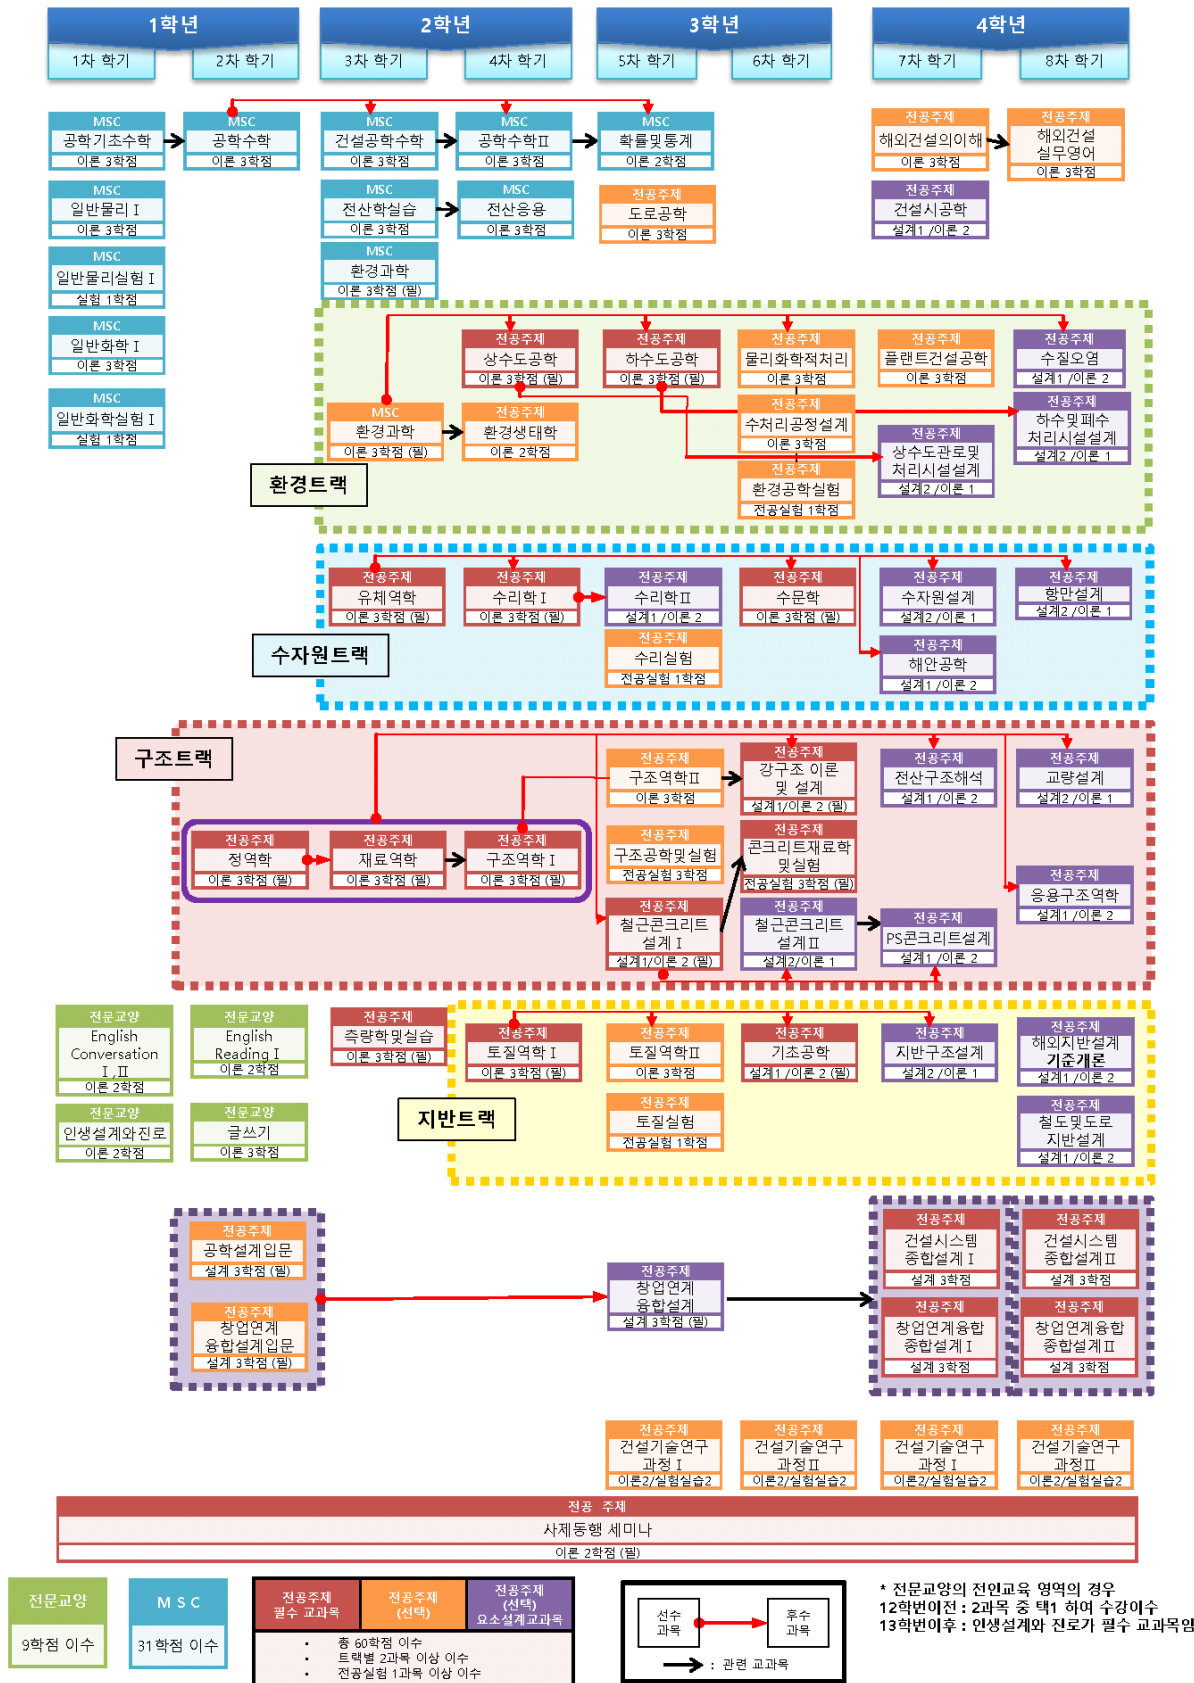 1학년
2학년
3학년
4학년
1차 학기
2차 학기
3차 학기
4차 학기
5차 학기
6차 학기
7차 학기
8차 학기
MSC
공학기초수학
이론 3학점
MSC
공학수학
이론 3학점
MSC
건설공학수학
이론 3학점
MSC
공학수학Ⅱ
이론 3학점
MSC
확률및통계
이론 2학점
전공주제
해외건설의이해
이론 3학점
전공주제
해외건설
실무영어
이론 3학점
MSC
일반물리 Ⅰ
이론 3학점
MSC
전산학실습
이론 3학점
MSC
전산응용
이론 3학점
전공주제
도로공학
이론 3학점
전공주제
건설시공학
설계1 /이론 2
MSC
일반물리실험 Ⅰ
실험 1학점
MSC
환경과학
이론 3학점 (필)
MSC
일반화학 Ⅰ
이론 3학점
MSC
일반화학실험 Ⅰ
실험 1학점
전공주제
상수도공학
이론 3학점 (필)
전공주제
하수도공학
이론 3학점 (필)
전공주제
물리화학적처리
이론 3학점
전공주제
플랜트건설공학
이론 3학점
전공주제
수질오염
설계1 /이론 2
MSC
환경과학
이론 3학점 (필)
전공주제
환경생태학
이론 2학점
전공주제
수처리공정설계
이론 3학점
전공주제
상수도관로및
처리시설설계
설계2 /이론 1
전공주제
하수및폐수
처리시설설계
설계2 /이론 1
전공주제
환경공학실험
전공실험 1학점
환경트랙
전공주제
유체역학
이론 3학점 (필)
전공주제
수리학 Ⅰ
이론 3학점 (필)
전공주제
수리학Ⅱ
설계1 /이론 2
전공주제
수문학
이론 3학점 (필)
전공주제
수자원설계
설계2 /이론 1
전공주제
항만설계
설계2 /이론 1
수자원트랙
전공주제
수리실험
전공실험 1학점
전공주제
해안공학
설계1 /이론 2
구조트랙
전공주제
구조역학Ⅱ
이론 3학점
전공주제
강구조 이론
및 설계
설계1/이론 2 (필)
전공주제
전산구조해석
설계1 /이론 2
전공주제
교량설계
설계2 /이론 1
전공주제
정역학
이론 3학점 (필)
전공주제
재료역학
이론 3학점 (필)
전공주제
구조역학 Ⅰ
이론 3학점 (필)
전공주제
구조공학및실험
전공실험 3학점
전공주제
콘크리트재료학
및실험
전공실험 3학점 (필)
전공주제
응용구조역학
설계1 /이론 2
전공주제
철근콘크리트
설계 Ⅰ
설계1/이론 2 (필)
전공주제
철근콘크리트
설계Ⅱ
설계2/이론 1
전공주제
PS콘크리트설계
설계1 /이론 2
전문교양
English
Conversation
Ⅰ,Ⅱ
이론 2학점
전문교양
English
Reading Ⅰ
이론 2학점
전공주제
측량학및실습
이론 3학점 (필)
전공주제
토질역학 Ⅰ
이론 3학점 (필)
전공주제
토질역학Ⅱ
이론 3학점
전공주제
기초공학
설계1 /이론 2 (필)
전공주제
지반구조설계
설계2 /이론 1
전공주제
해외지반설계
기준개론
설계1 /이론 2
전문교양
인생설계와진로
이론 2학점
전문교양
글쓰기
이론 3학점
지반트랙
전공주제
토질실험
전공실험 1학점
전공주제
철도및도로
지반설계
설계1 /이론 2
전공주제
공학설계입문
설계 3학점 (필)
전공주제
창업연계
융합설계입문
설계 3학점 (필)
전공주제
창업연계
융합설계
설계 3학점 (필)
전공주제
건설시스템
종합설계 Ⅰ
설계 3학점
전공주제
건설시스템
종합설계Ⅱ
설계 3학점
전공주제
창업연계융합
종합설계 Ⅰ
설계 3학점
전공주제
창업연계융합
종합설계Ⅱ
설계 3학점
전공주제
건설기술연구
과정 Ⅰ
이론2/실험실습2
전공주제
건설기술연구
과정Ⅱ
이론2/실험실습2
전공주제
건설기술연구
과정 Ⅰ
이론2/실험실습2
전공주제
건설기술연구
과정Ⅱ
이론2/실험실습2
전공 주제
사제동행 세미나
이론 2학점 (필)
전문교양
9학점 이수
M S C
31학점 이수
전공주제
필수 교과목
전공주제
(선택)
전공주제
(선택)
요소설계교과목
• 총 60학점 이수
• 트랙별 2과목 이상 이수
• 전공실험 1과목 이상 이수
선수
과목
후수
과목
: 관련 교과목
* 전문교양의 전인교육 영역의 경우
12학번이전 : 2과목 중 택1 하여 수강이수
13학번이후 : 인생설계와 진로가 필수 교과목임